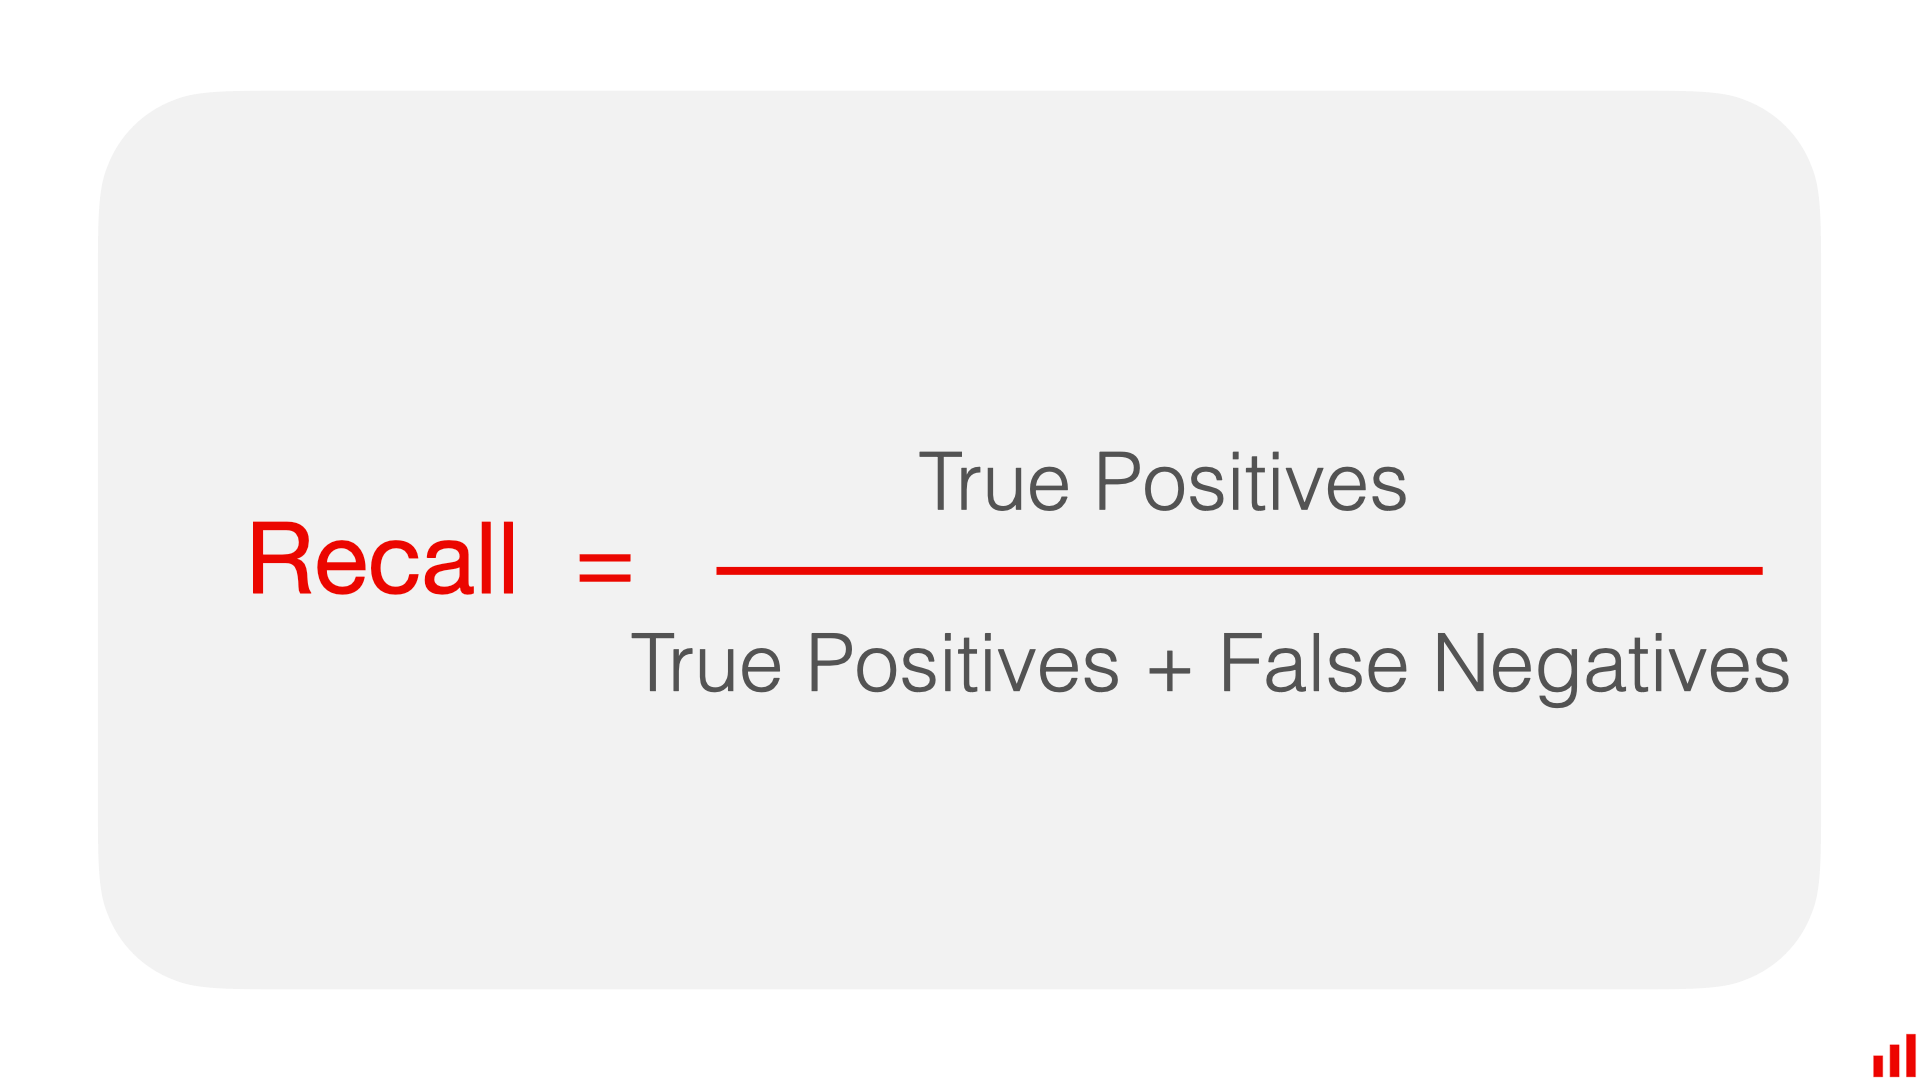 True Positives
Recall =
True Positives + False Negatives